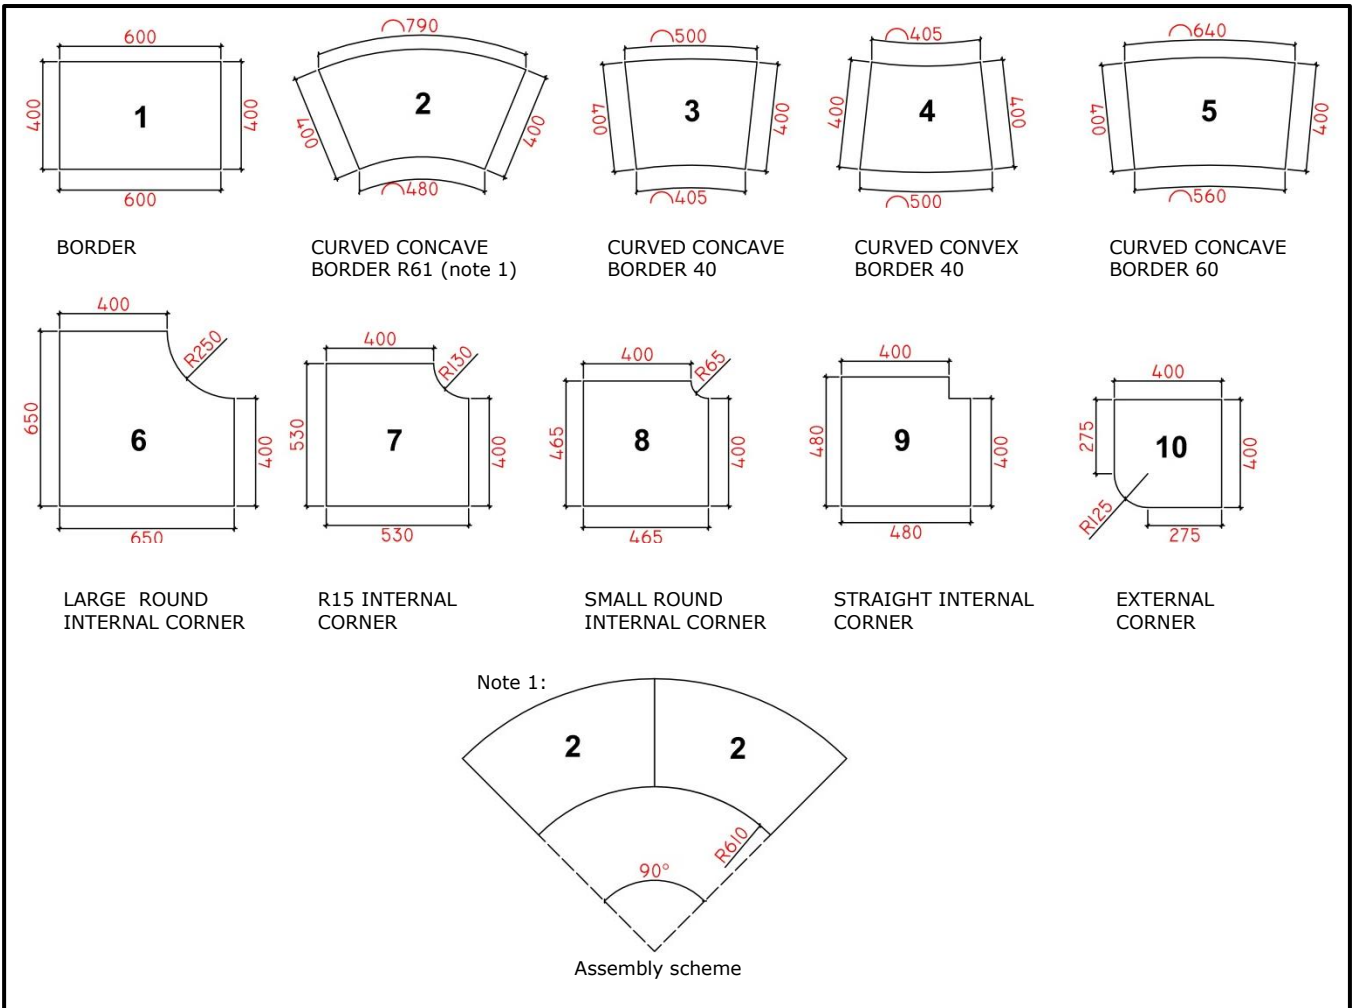 600
400
1
400
600
BORDER
790
400
2
400
480
CURVED CONCAVE
BORDER R61 (note 1)
500
400
3
400
405
CURVED CONCAVE
BORDER 40
405
400
4
400
500
CURVED CONVEX
BORDER 40
640
400
5
400
560
CURVED CONCAVE
BORDER 60
400
R250
650
6
400
650
LARGE ROUND
INTERNAL CORNER
400
R130
530
7
400
530
R15 INTERNAL
CORNER
400
R65
465
8
400
465
SMALL ROUND
INTERNAL CORNER
400
480
9
400
480
STRAIGHT INTERNAL
CORNER
400
275
10
400
R125
275
EXTERNAL
CORNER
Note 1:
2
2
R610
90°
Assembly scheme